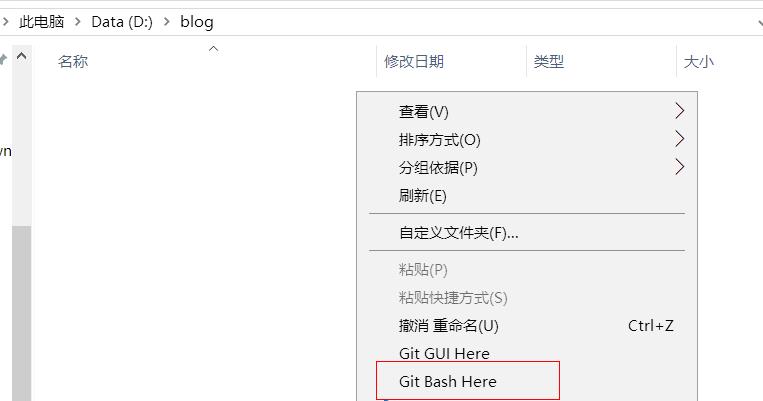 此电脑 > Data (D:) > blog
名称 修改日期 类型 大小
wn
查看(V)
排序方式(O)
分组依据(P)
刷新(E)
自定义文件夹(F)...
粘贴(P)
粘贴快捷方式(S)
撤消 重命名(U) Ctrl+Z
Git GUI Here
Git Bash Here